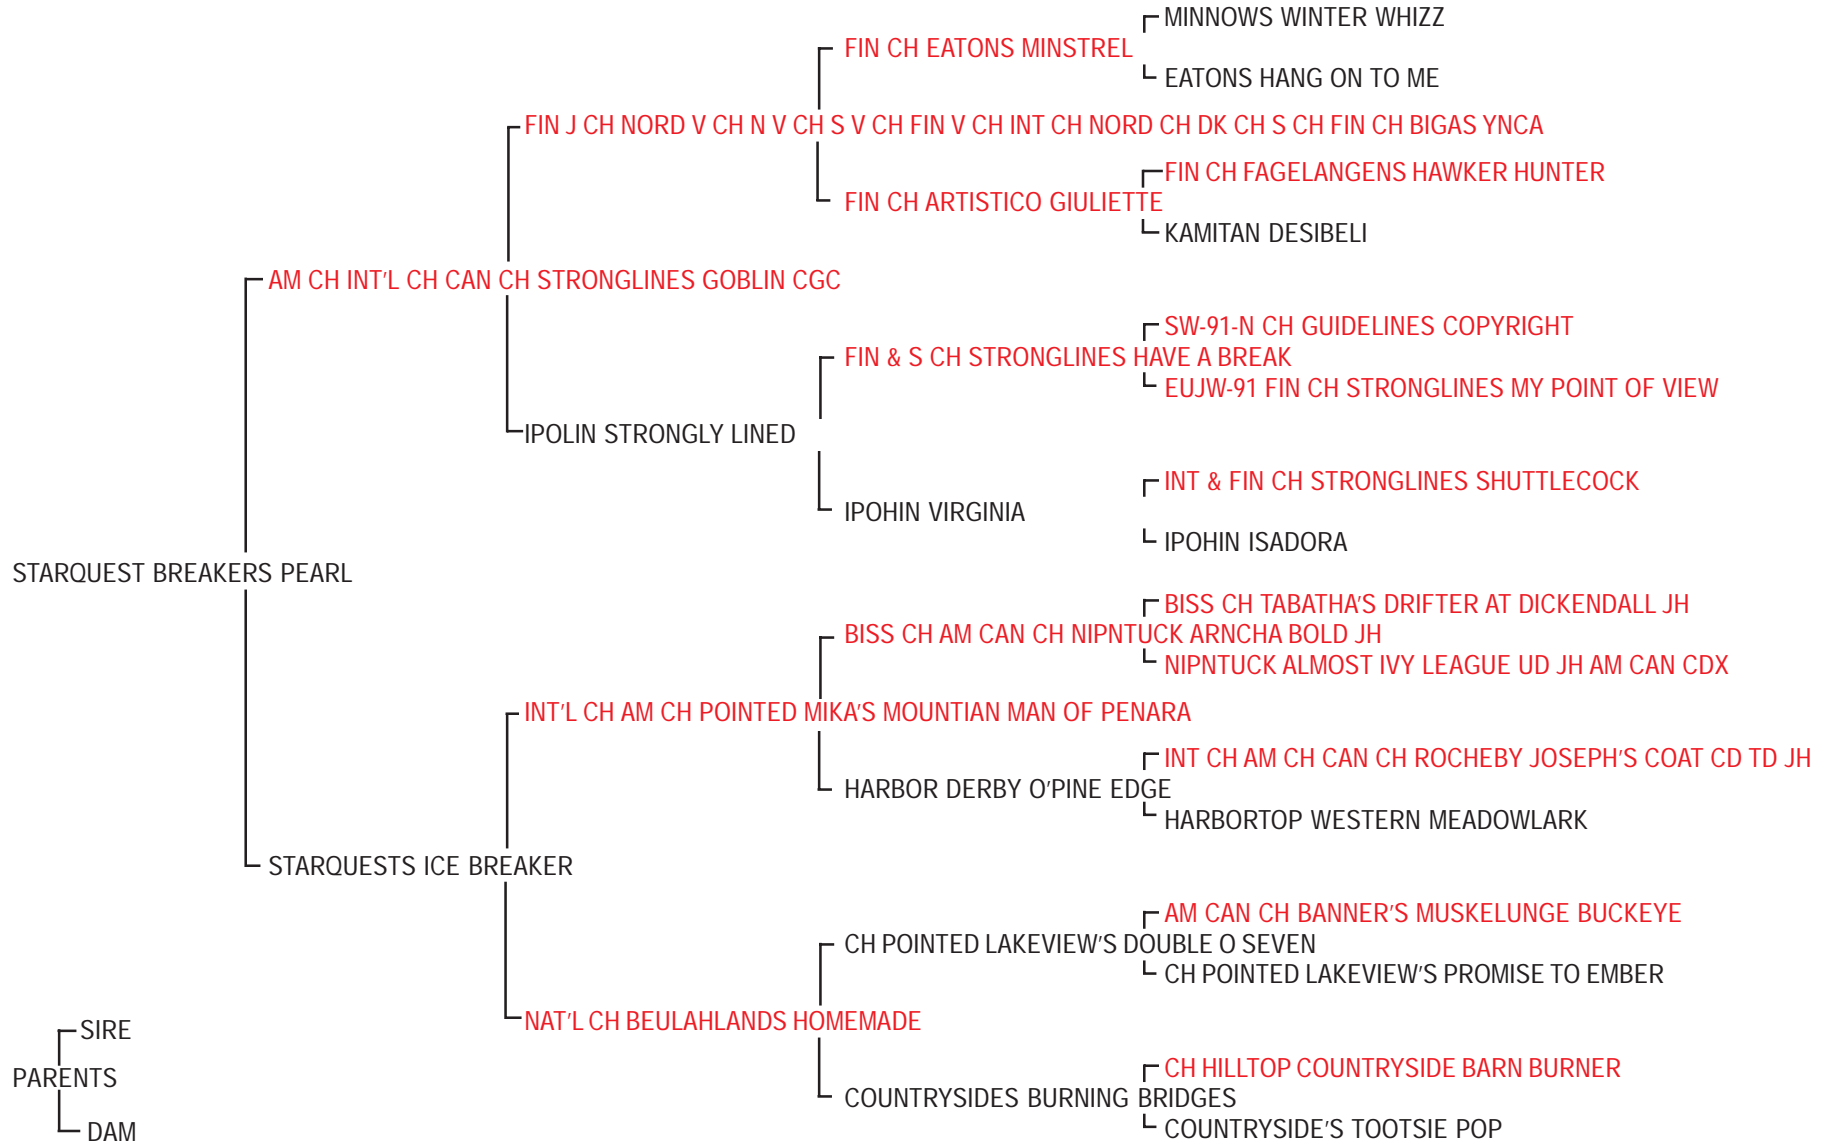 MINNOWS WINTER WHIZZ
FIN CH EATONS MINSTREL
EATONS HANG ON TO ME
FIN J CH NORD V CH N V CH S V CH FIN V CH INT CH NORD CH DK CH S CH FIN CH BIGAS YNCA
FIN CH FAGELANGENS HAWKER HUNTER
FIN CH ARTISTICO GIULIETTE
KAMITAN DESIBELI
AM CH INT'L CH CAN CH STRONGLINES GOBLIN CGC
SW-91-N CH GUIDELINES COPYRIGHT
FIN & S CH STRONGLINES HAVE A BREAK
EUJW-91 FIN CH STRONGLINES MY POINT OF VIEW
IPOLIN STRONGLY LINED
INT & FIN CH STRONGLINES SHUTTLECOCK
IPOHIN VIRGINIA
IPOHIN ISADORA
STARQUEST BREAKERS PEARL
BISS CH TABATHA'S DRIFTER AT DICKENDALL JH
BISS CH AM CAN CH NIPNTUCK ARNCHA BOLD JH
NIPNTUCK ALMOST IVY LEAGUE UD JH AM CAN CDX
INT'L CH AM CH POINTED MIKA'S MOUNTIAN MAN OF PENARA
INT CH AM CH CAN CH ROCHEBY JOSEPH'S COAT CD TD JH
HARBOR DERBY O'PINE EDGE
HARBORTOP WESTERN MEADOWLARK
STARQUESTS ICE BREAKER
AM CAN CH BANNER'S MUSKELUNGE BUCKEYE
CH POINTED LAKEVIEW'S DOUBLE O SEVEN
CH POINTED LAKEVIEW'S PROMISE TO EMBER
NAT'L CH BEULAHLANDS HOMEMADE
CH HILLTOP COUNTRYSIDE BARN BURNER
COUNTRYSIDES BURNING BRIDGES
COUNTRYSIDE'S TOOTSIE POP
SIRE
PARENTS
DAM